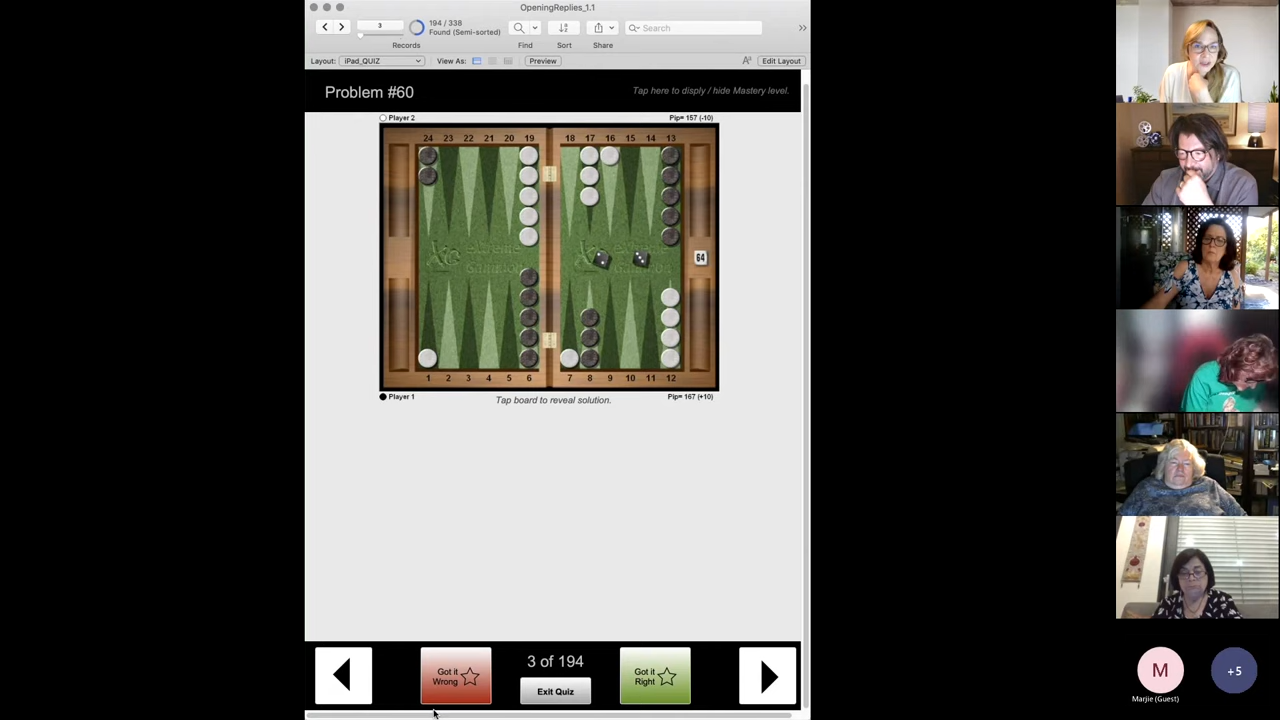 OpeningReplies_1.1
3
194 / 338
Found (Semi-sorted)
Search
Records
Find
Sort
Share
Layout:
iPad_QUIZ
View As:
Preview
Edit Layout
Problem #60
Tap here to disply / hide Mastery level.
Player 2
Pip= 157 (-10)
24 23 22 21 20 19 18 17 16 15 14 13
64
1 2 3 4 5 6 7 8 9 10 11 12
Player 1
Tap board to reveal solution.
Pip= 167 (+10)
Got it
Wrong
3 of 194
Exit Quiz
Got it
Right
M
+5
Marjie (Guest)